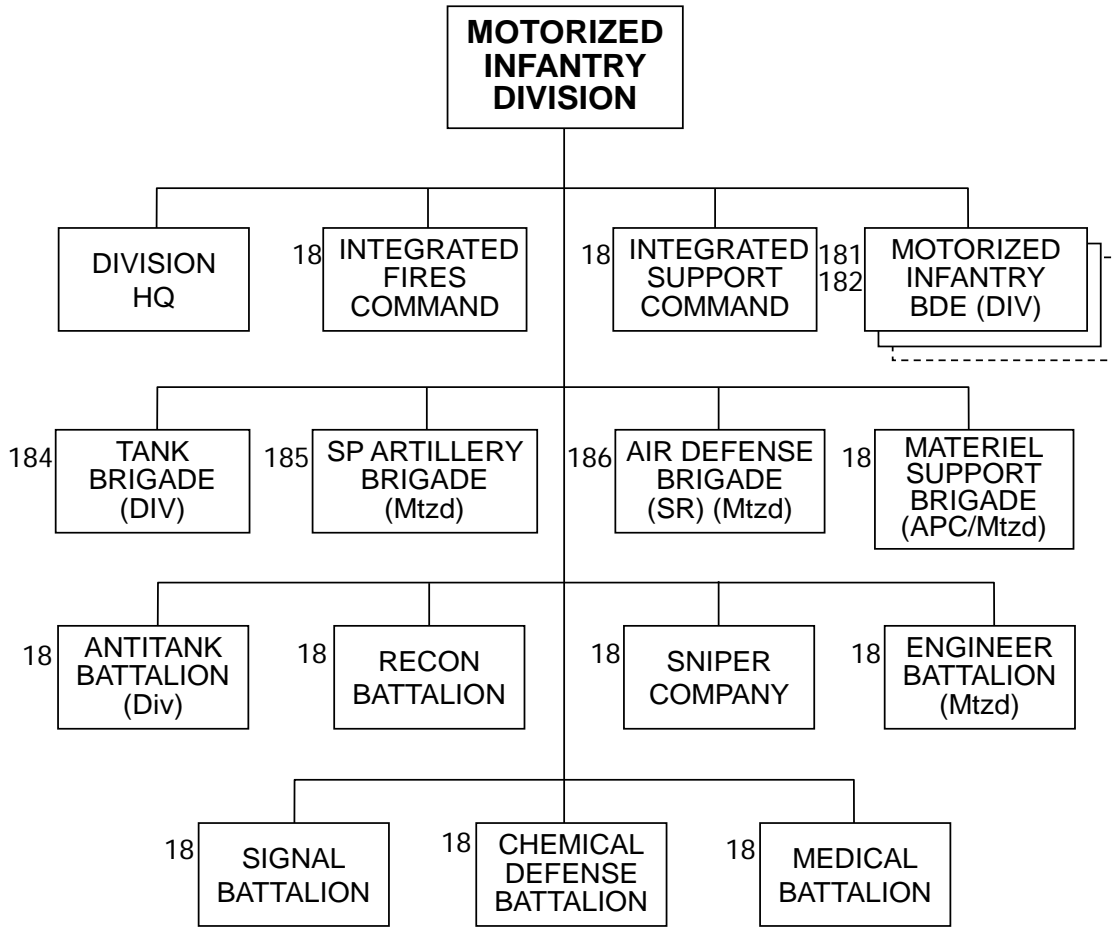 MOTORIZED
INFANTRY
DIVISION
DIVISION
HQ
18
INTEGRATED
FIRES
COMMAND
18
INTEGRATED
SUPPORT
COMMAND
181
182
MOTORIZED
INFANTRY
BDE (DIV)
184
TANK
BRIGADE
(DIV)
185
SP ARTILLERY
BRIGADE
(Mtzd)
186
AIR DEFENSE
BRIGADE
(SR) (Mtzd)
18
MATERIEL
SUPPORT
BRIGADE
(APC/Mtzd)
18
ANTITANK
BATTALION
(Div)
18
RECON
BATTALION
18
SNIPER
COMPANY
18
ENGINEER
BATTALION
(Mtzd)
18
SIGNAL
BATTALION
18
CHEMICAL
DEFENSE
BATTALION
18
MEDICAL
BATTALION